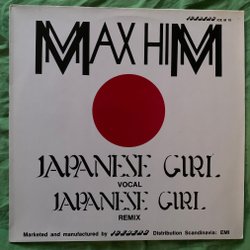 MAX HIM
JAPANESE GIRL
VOCAL
JAPANESE GIRL
REMIX
Marketed and manufactured by
Distribution Scandinavia: EMI